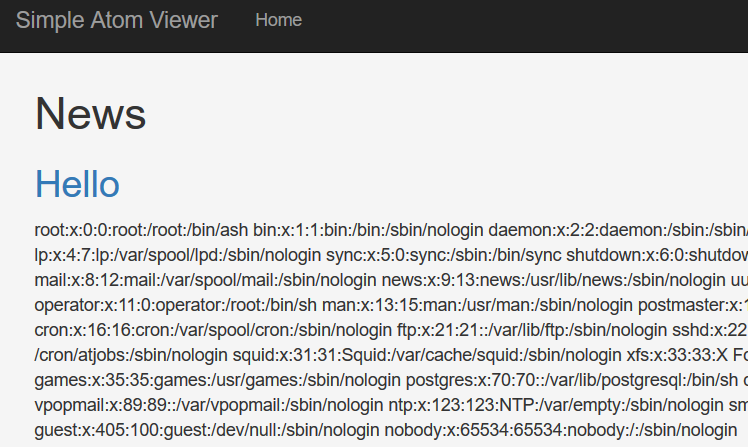 Simple Atom Viewer Home
News
Hello
root:x:0:0:root:/root:/bin/ash bin:x:1:1:bin:/bin:/sbin/nologin daemon:x:2:2:daemon:/sbin:/sbin/
lp:x:4:7:lp:/var/spool/lpd:/sbin/nologin sync:x:5:0:sync:/sbin:/bin/sync shutdown:x:6:0:shutdow
mail:x:8:12:mail:/var/spool/mail:/sbin/nologin news:x:9:13:news:/usr/lib/news:/sbin/nologin uu
operator:x:11:0:operator:/root:/bin/sh man:x:13:15:man:/usr/man:/sbin/nologin postmaster:x:1
cron:x:16:16:cron:/var/spool/cron:/sbin/nologin ftp:x:21:21::/var/lib/ftp:/sbin/nologin sshd:x:22
/cron/atjobs:/sbin/nologin squid:x:31:31:Squid:/var/cache/squid:/sbin/nologin xfs:x:33:33:X Fo
games:x:35:35:games:/usr/games:/sbin/nologin postgres:x:70:70::/var/lib/postgresql:/bin/sh
vpopmail:x:89:89::/var/vpopmail:/sbin/nologin ntp:x:123:123:NTP:/var/empty:/sbin/nologin sm
guest:x:405:100:guest:/dev/null:/sbin/nologin nobody:x:65534:65534:nobody:/:/sbin/nologin